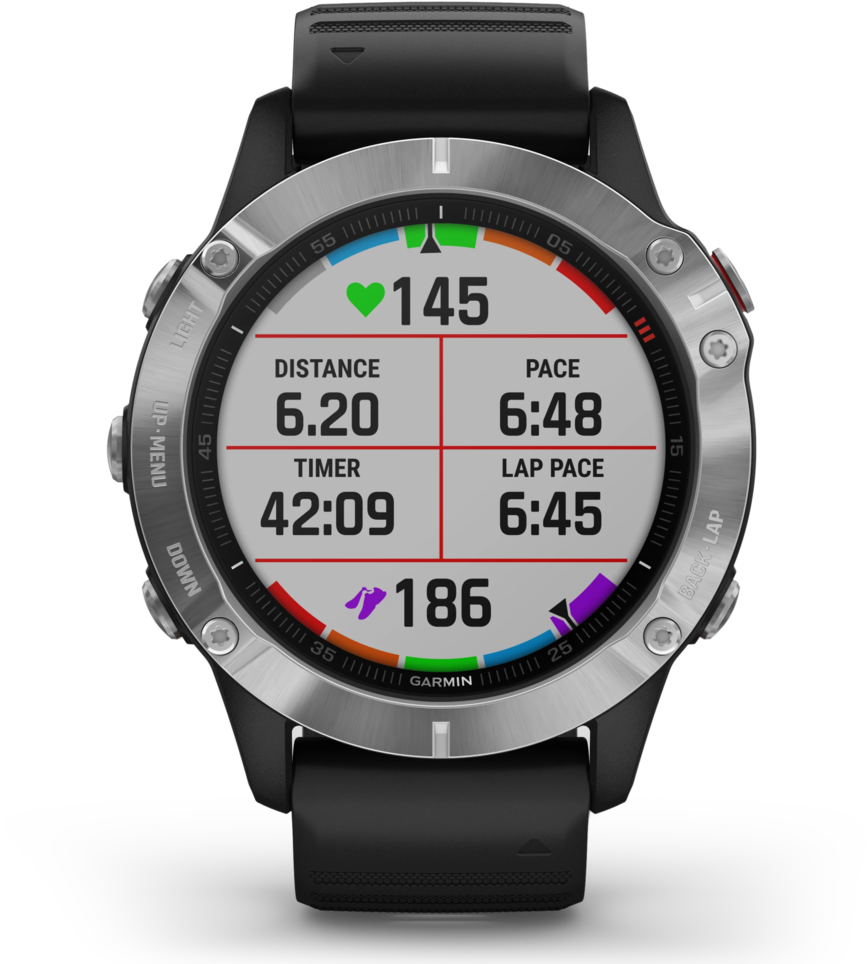 55
05
145
LIGHT
DISTANCE
PACE
6.20
6:48
UP·MENU
45
15
TIMER
LAP PACE
42:09
6:45
DOWN
BACK·LAP
186
35
25
GARMIN